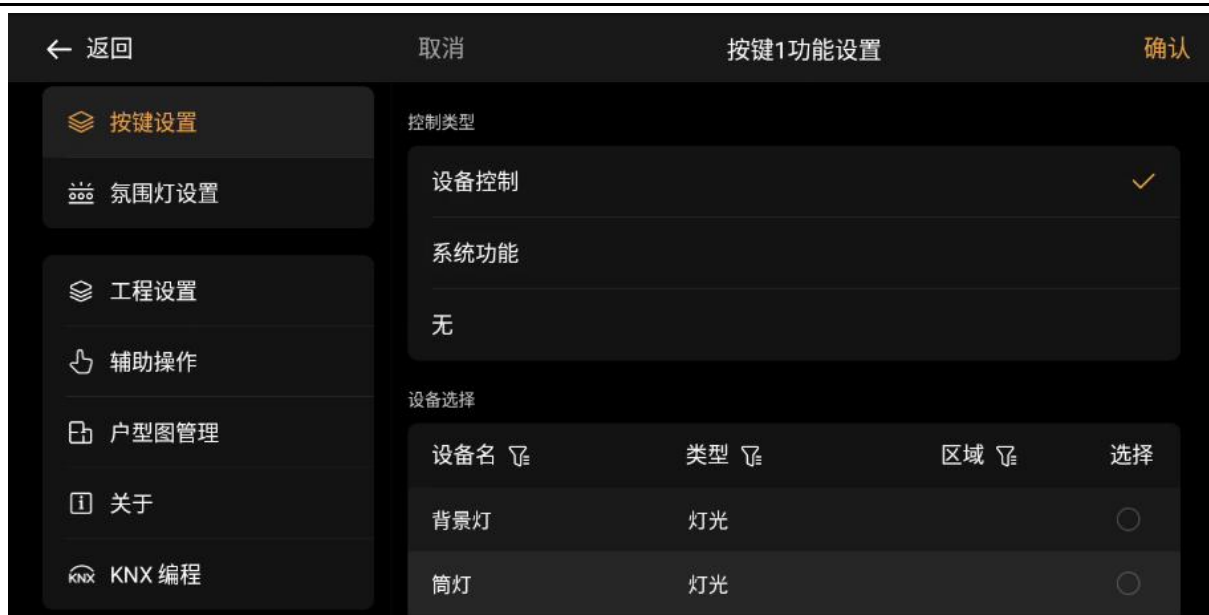 返回
取消 按键1功能设置 确认
按键设置
氛围灯设置
工程设置
辅助操作
户型图管理
关于
KNX KNX 编程
控制类型
设备控制
系统功能
无
设备选择
设备名 类型 区域 选择
背景灯 灯光
筒灯 灯光